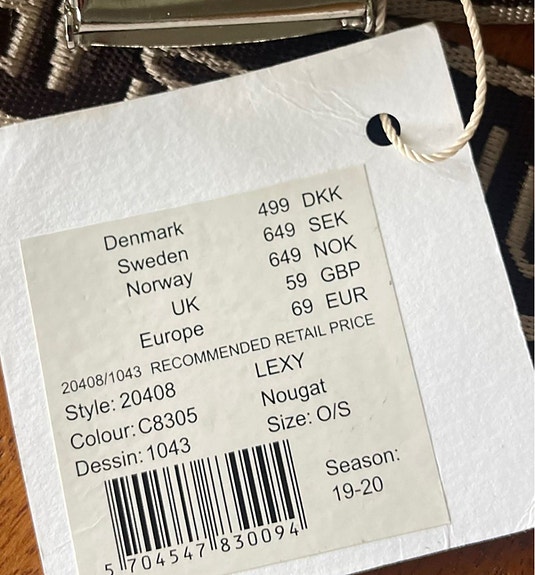 Denmark 499 DKK
Sweden 649 SEK
Norway 649 NOK
UK 59 GBP
Europe 69 EUR
20408/1043 RECOMMENDED RETAIL PRICE
Style: 20408 LEXY
Colour: C8305 Nougat
Dessin: 1043 Size: O/S
Season:
19-20
5 704547 830094